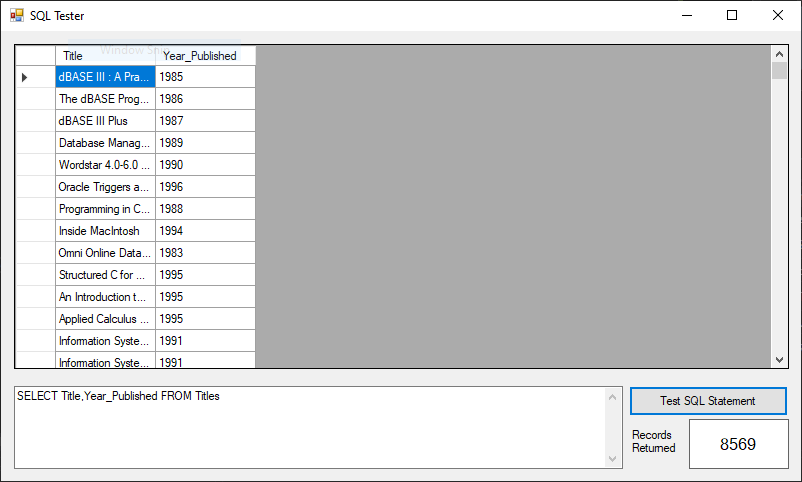 SQL Tester
Window Snip
Title Year_Published
dBASE III : A Pra... 1985
The dBASE Prog... 1986
dBASE III Plus 1987
Database Manag... 1989
Wordstar 4.0-6.0 ... 1990
Oracle Triggers a... 1996
Programming in C... 1988
Inside MacIntosh 1994
Omni Online Data... 1983
Structured C for ... 1995
An Introduction t... 1995
Applied Calculus ... 1995
Information Syste... 1991
Information Syste... 1991
SELECT Title,Year_Published FROM Titles
Test SQL Statement
Records
Returned
8569